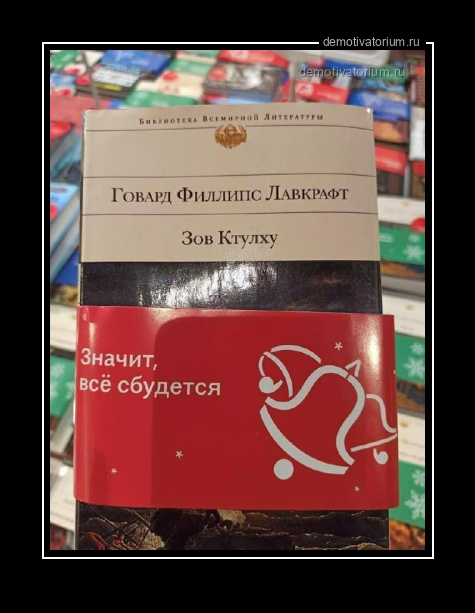 demotivatorium.ru
demotivatorium.ru
Библиотека Всемирной Литературы
Говард Филлипс Лавкрафт
Зов Ктулху
Значит,
всё сбудется